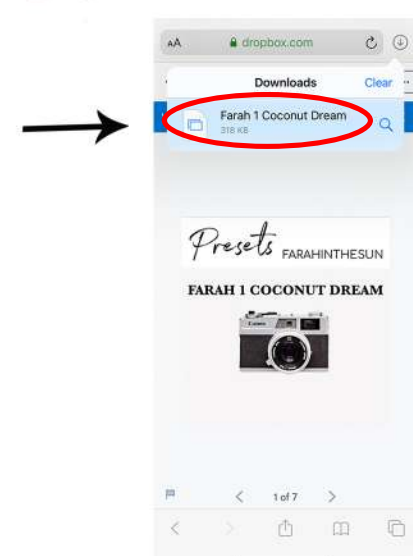 AA dropbox.com
Downloads Clear
Farah 1 Coconut Dream
318 KB
Presets FARAHINTHESUN
FARAH 1 COCONUT DREAM
Canon
1 of 7